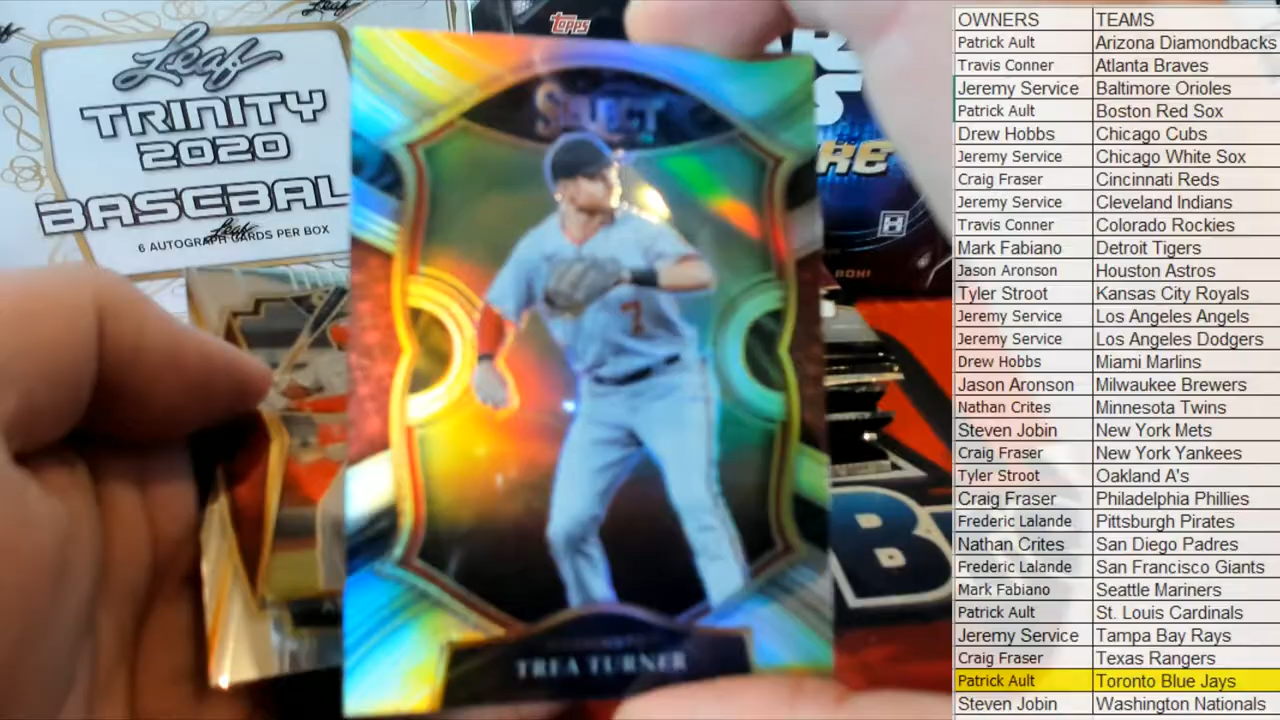 Leaf
TRINITY
2020
BASEBAL
Leaf
6 AUTOGRAPH CARDS PER BOX
topps
RE
H
SELECT
7
TREA TURNER
B
OWNERS TEAMS
Patrick Ault Arizona Diamondbacks
Travis Conner Atlanta Braves
Jeremy Service Baltimore Orioles
Patrick Ault Boston Red Sox
Drew Hobbs Chicago Cubs
Jeremy Service Chicago White Sox
Craig Fraser Cincinnati Reds
Jeremy Service Cleveland Indians
Travis Conner Colorado Rockies
Mark Fabiano Detroit Tigers
Jason Aronson Houston Astros
Tyler Stroot Kansas City Royals
Jeremy Service Los Angeles Angels
Jeremy Service Los Angeles Dodgers
Drew Hobbs Miami Marlins
Jason Aronson Milwaukee Brewers
Nathan Crites Minnesota Twins
Steven Jobin New York Mets
Craig Fraser New York Yankees
Tyler Stroot Oakland A's
Craig Fraser Philadelphia Phillies
Frederic Lalande Pittsburgh Pirates
Nathan Crites San Diego Padres
Frederic Lalande San Francisco Giants
Mark Fabiano Seattle Mariners
Patrick Ault St. Louis Cardinals
Jeremy Service Tampa Bay Rays
Craig Fraser Texas Rangers
Patrick Ault Toronto Blue Jays
Steven Jobin Washington Nationals